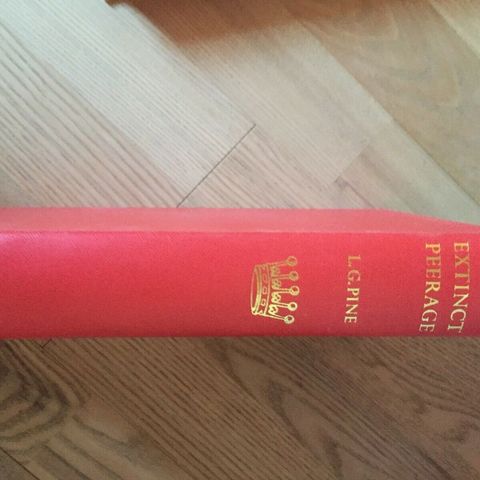 EXTINCT
PEERAGE
L. G. PINE